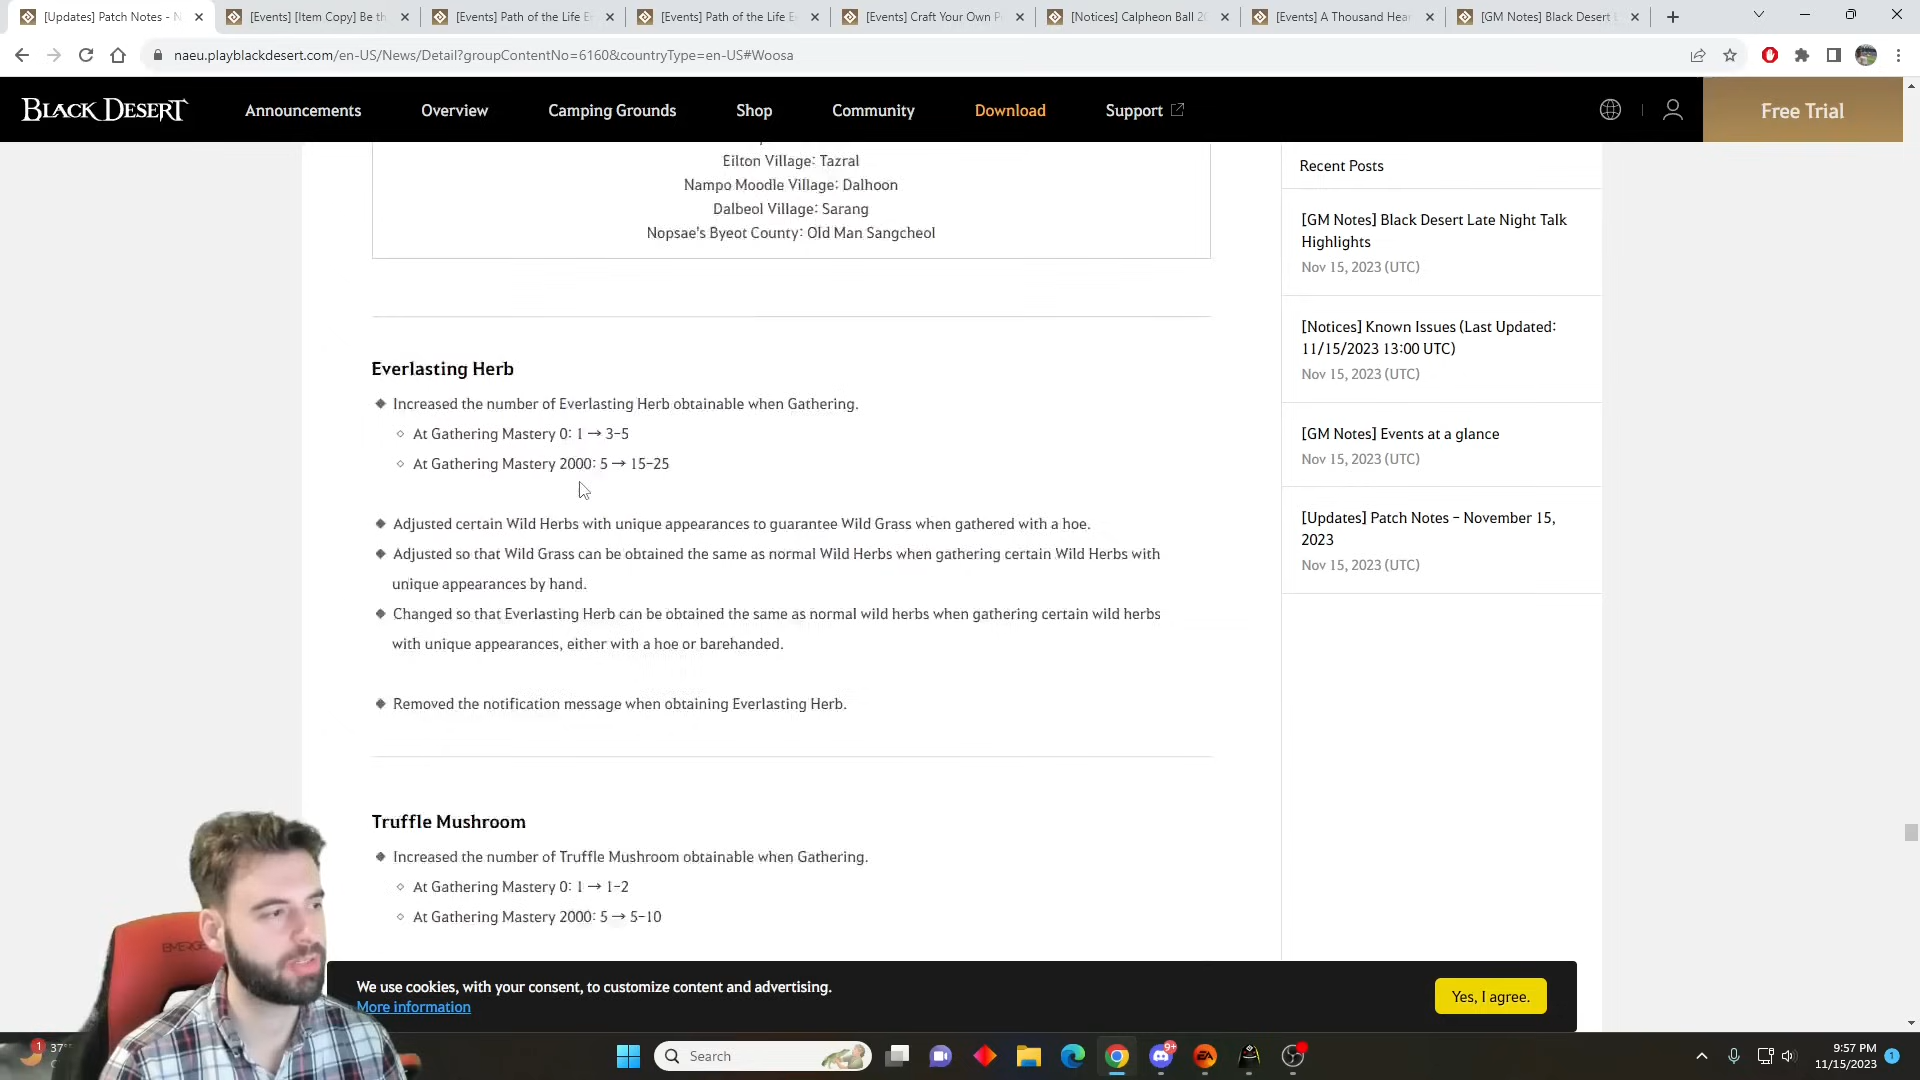 [Updates] Patch Notes - N
[Events] [Item Copy] Be th
[Events] Path of the Life E
[Events] Path of the Life E
[Events] Craft Your Own P
[Notices] Calpheon Ball 20
[Events] A Thousand Hear
[GM Notes] Black Desert L
naeu.playblackdesert.com/en-US/News/Detail?groupContentNo=6160&countryType=en-US#Woosa
BLACK DESERT
Announcements
Overview
Camping Grounds
Shop
Community
Download
Support
Free Trial
Eilton Village: Tazral
Nampo Moodle Village: Dalhoon
Dalbeol Village: Sarang
Nopsae's Byeot County: Old Man Sangcheol
Everlasting Herb
Increased the number of Everlasting Herb obtainable when Gathering.
At Gathering Mastery 0: 1 → 3-5
At Gathering Mastery 2000: 5 → 15-25
Adjusted certain Wild Herbs with unique appearances to guarantee Wild Grass when gathered with a hoe.
Adjusted so that Wild Grass can be obtained the same as normal Wild Herbs when gathering certain Wild Herbs with
unique appearances by hand.
Changed so that Everlasting Herb can be obtained the same as normal wild herbs when gathering certain wild herbs
with unique appearances, either with a hoe or barehanded.
Removed the notification message when obtaining Everlasting Herb.
Truffle Mushroom
Increased the number of Truffle Mushroom obtainable when Gathering.
At Gathering Mastery 0: 1 → 1-2
At Gathering Mastery 2000: 5 → 5-10
Recent Posts
[GM Notes] Black Desert Late Night Talk
Highlights
Nov 15, 2023 (UTC)
[Notices] Known Issues (Last Updated:
11/15/2023 13:00 UTC)
Nov 15, 2023 (UTC)
[GM Notes] Events at a glance
Nov 15, 2023 (UTC)
[Updates] Patch Notes - November 15,
2023
Nov 15, 2023 (UTC)
We use cookies, with your consent, to customize content and advertising.
More information
Yes, I agree.
1
37°
Search
9+
EA
9:57 PM
11/15/2023
1